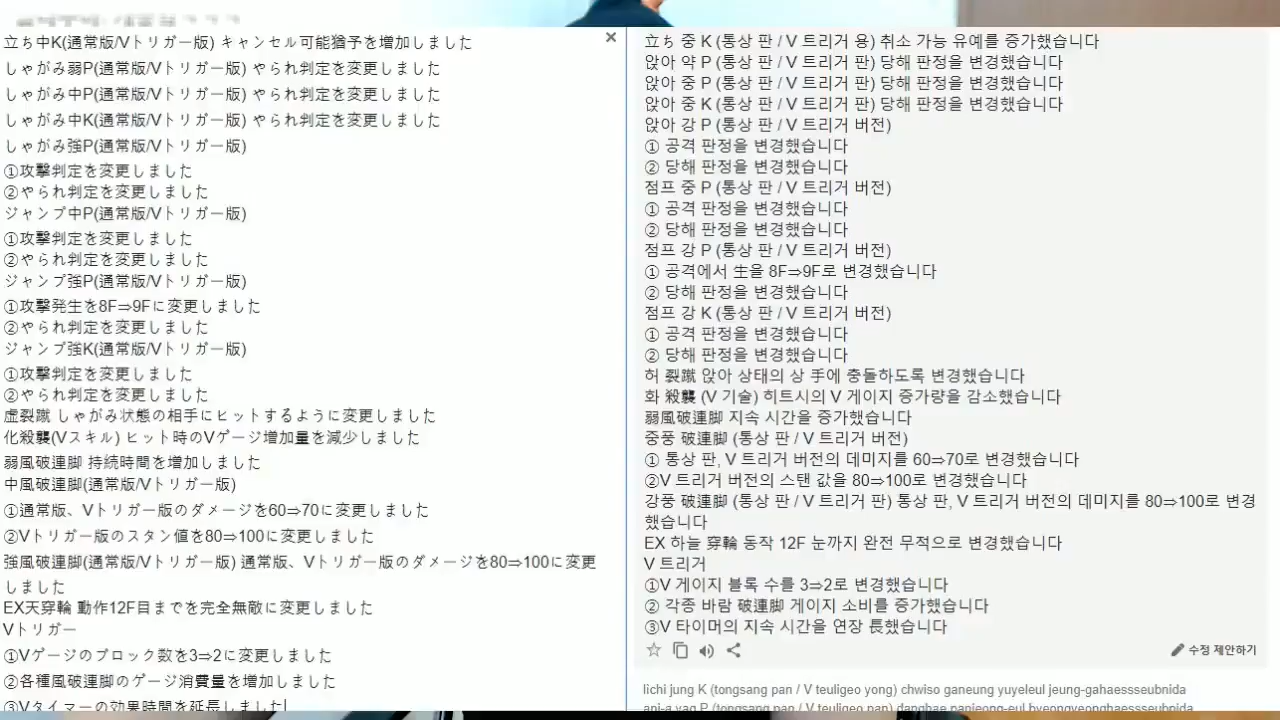 立ち中K(通常版/Vトリガー版) キャンセル可能猶予を増加しました
しゃがみ弱P(通常版/Vトリガー版) やられ判定を変更しました
しゃがみ中P(通常版/Vトリガー版) やられ判定を変更しました
しゃがみ中K(通常版/Vトリガー版) やられ判定を変更しました
しゃがみ強P(通常版/Vトリガー版)
①攻撃判定を変更しました
②やられ判定を変更しました
ジャンプ中P(通常版/Vトリガー版)
①攻撃判定を変更しました
②やられ判定を変更しました
ジャンプ強P(通常版/Vトリガー版)
①攻撃発生を8F⇒9Fに変更しました
②やられ判定を変更しました
ジャンプ強K(通常版/Vトリガー版)
①攻撃判定を変更しました
②やられ判定を変更しました
虚裂蹴 しゃがみ状態の相手にヒットするように変更しました
化殺襲(Vスキル) ヒット時のVゲージ増加量を減少しました
弱風破連脚 持続時間を増加しました
中風破連脚(通常版/Vトリガー版)
①通常版、Vトリガー版のダメージを60⇒70に変更しました
②Vトリガー版のスタン値を80⇒100に変更しました
強風破連脚(通常版/Vトリガー版) 通常版、Vトリガー版のダメージを80⇒100に変更
しました
EX天穿輪 動作12F目までを完全無敵に変更しました
Vトリガー
①Vゲージのブロック数を3⇒2に変更しました
②各種風破連脚のゲージ消費量を増加しました
③Vタイマーの効果時間を延長しました
立ち 중 K (통상 판 / V 트리거 용) 취소 가능 유예를 증가했습니다
앉아 약 P (통상 판 / V 트리거 판) 당해 판정을 변경했습니다
앉아 중 P (통상 판 / V 트리거 판) 당해 판정을 변경했습니다
앉아 중 K (통상 판 / V 트리거 판) 당해 판정을 변경했습니다
앉아 강 P (통상 판 / V 트리거 버전)
① 공격 판정을 변경했습니다
② 당해 판정을 변경했습니다
점프 중 P (통상 판 / V 트리거 버전)
① 공격 판정을 변경했습니다
② 당해 판정을 변경했습니다
점프 강 P (통상 판 / V 트리거 버전)
① 공격에서 生을 8F⇒9F로 변경했습니다
② 당해 판정을 변경했습니다
점프 강 K (통상 판 / V 트리거 버전)
① 공격 판정을 변경했습니다
② 당해 판정을 변경했습니다
허 裂蹴 앉아 상태의 상 手에 충돌하도록 변경했습니다
화 殺襲 (V 기술) 히트시의 V 게이지 증가량을 감소했습니다
弱風破連脚 지속 시간을 증가했습니다
중풍 破連脚 (통상 판 / V 트리거 버전)
① 통상 판, V 트리거 버전의 데미지를 60⇒70로 변경했습니다
②V 트리거 버전의 스탠 값을 80⇒100로 변경했습니다
강풍 破連脚 (통상 판 / V 트리거 판) 통상 판, V 트리거 버전의 데미지를 80⇒100로 변경
했습니다
EX 하늘 穿輪 동작 12F 눈까지 완전 무적으로 변경했습니다
V 트리거
①V 게이지 블록 수를 3⇒2로 변경했습니다
② 각종 바람 破連脚 게이지 소비를 증가했습니다
③V 타이머의 지속 시간을 연장 長했습니다
수정 제안하기
lichi jung K (tongsang pan / V teuligeo yong) chwiso ganeung yuyeleul jeung-gahaessseubnida
anj-a yag P (tongsang pan / V teuligeo pan) danghae panjeong-eul byeongyeonghaessseubnida